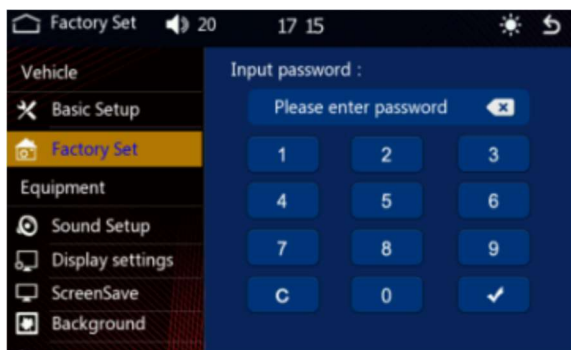 Factory Set 20 17 15
Vehicle
Basic Setup
Factory Set
Equipment
Sound Setup
Display settings
ScreenSave
Background
Input password :
Please enter password
1 2 3
4 5 6
7 8 9
C 0